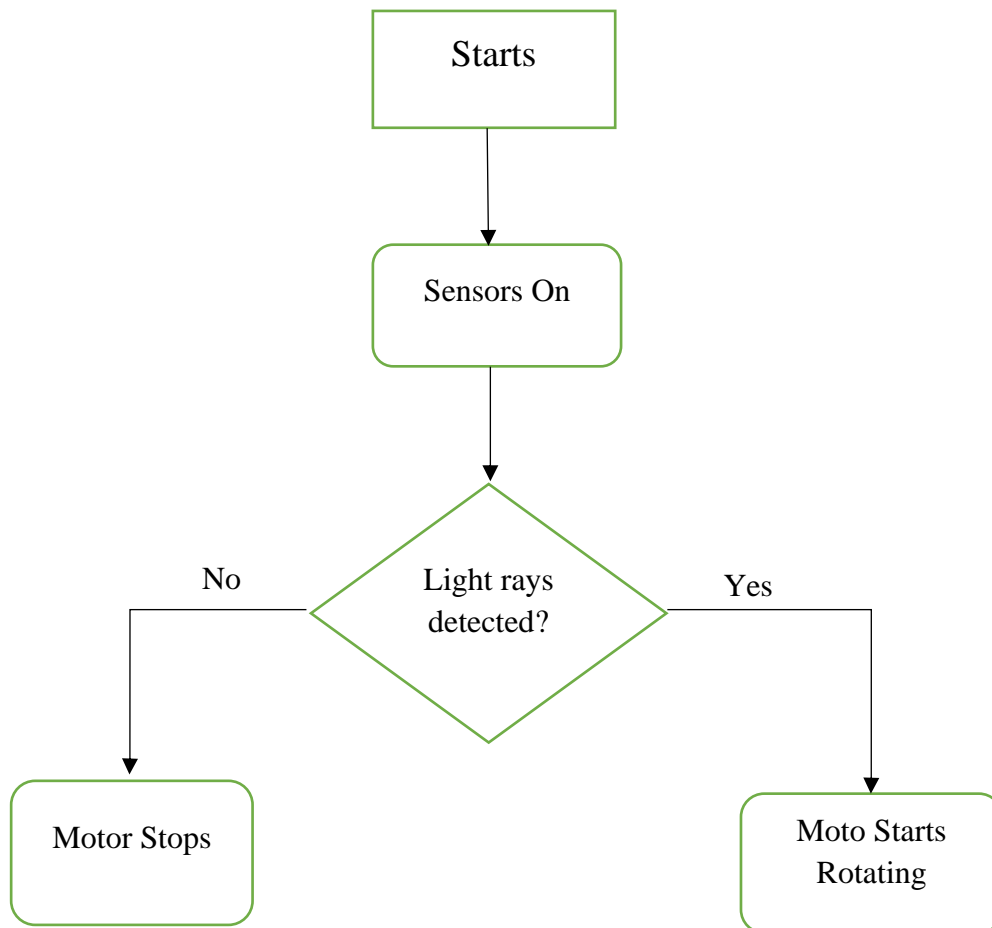 Starts
Sensors On
Light rays
detected?
No
Yes
Motor Stops
Moto Starts
Rotating